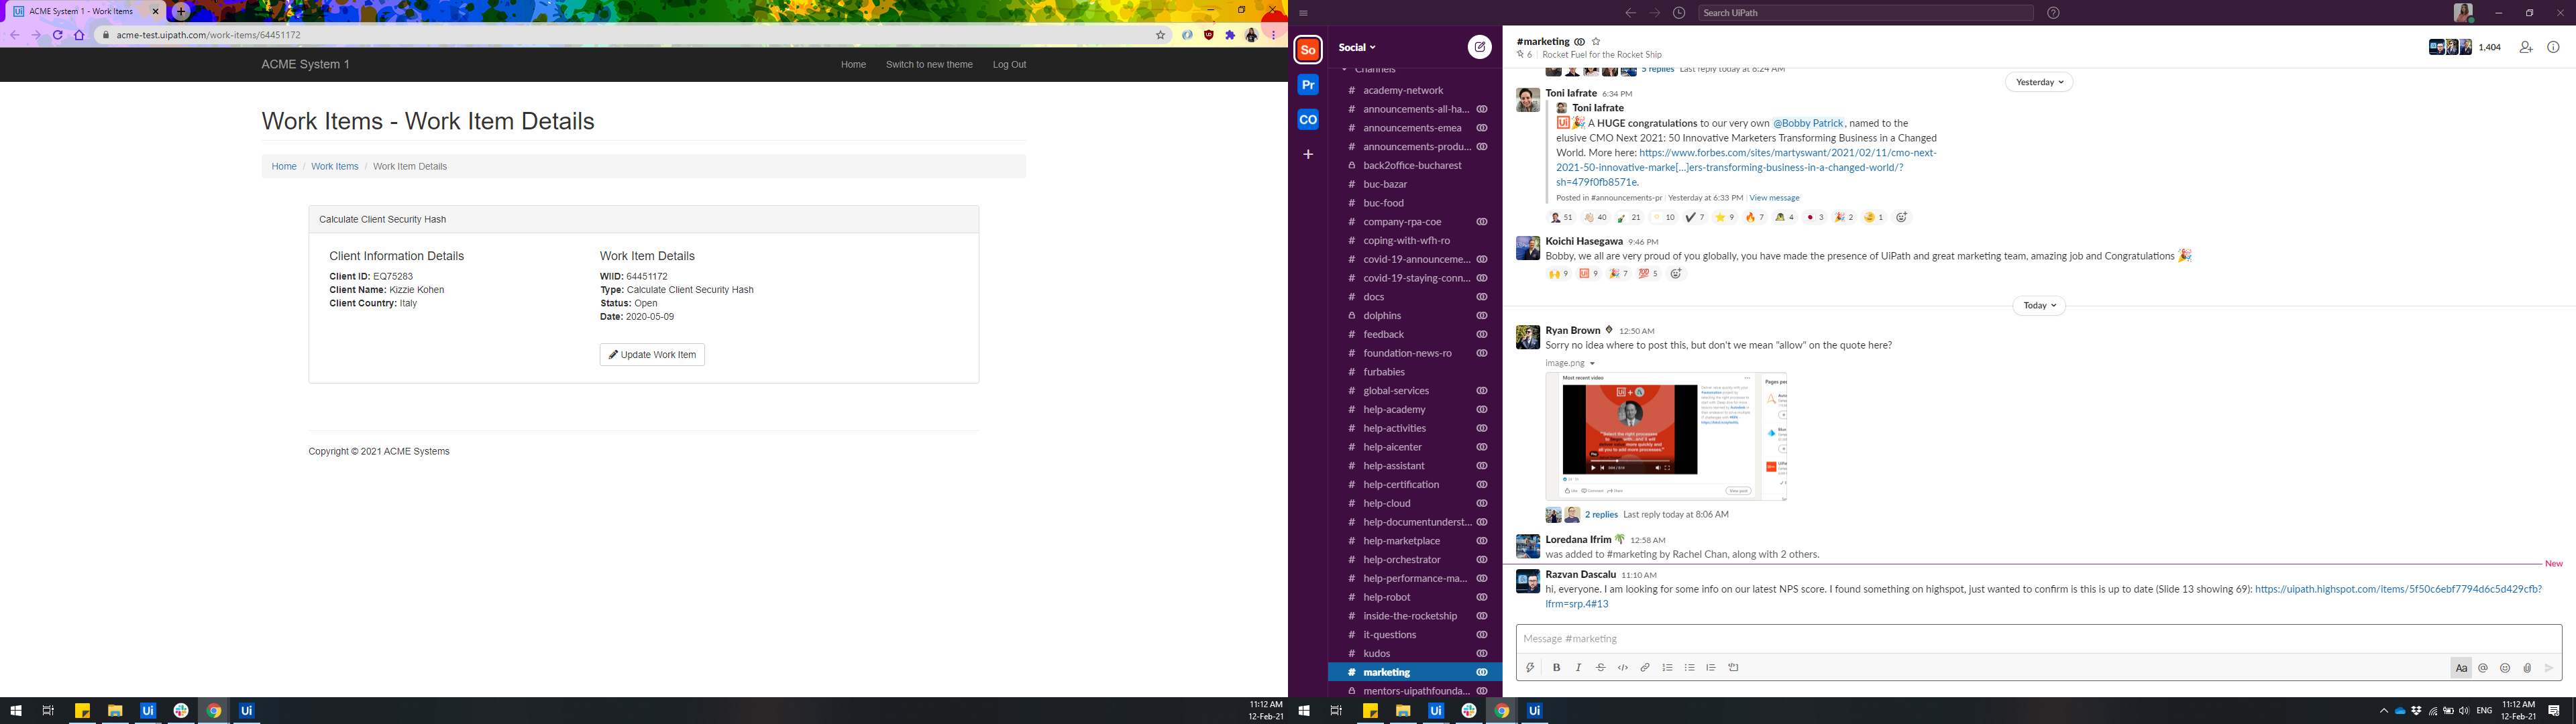 ACME System 1 - Work Items
acme-test.uipath.com/work-items/64451172
ACME System 1
Home
Switch to new theme
Log Out
Work Items - Work Item Details
Home / Work Items / Work Item Details
Calculate Client Security Hash
Client Information Details
Client ID: EQ75283
Client Name: Kizzie Kohen
Client Country: Italy
Work Item Details
WIID: 64451172
Type: Calculate Client Security Hash
Status: Open
Date: 2020-05-09
Update Work Item
Copyright © 2021 ACME Systems
11:12 AM
12-Feb-21
Search UiPath
So
Pr
CO
Social
Channels
# academy-network
# announcements-all-ha...
# announcements-emea
# announcements-produ...
back2office-bucharest
# buc-bazar
# buc-food
# company-rpa-coe
# coping-with-wfh-ro
# covid-19-announceme...
# covid-19-staying-conn...
# docs
dolphins
# feedback
# foundation-news-ro
# furbabies
# global-services
# help-academy
# help-activities
# help-aicenter
# help-assistant
# help-certification
# help-cloud
# help-documentunderst...
# help-marketplace
# help-orchestrator
# help-performance-ma...
# help-robot
# inside-the-rocketship
# it-questions
# kudos
# marketing
mentors-uipathfounda...
#marketing
6 | Rocket Fuel for the Rocket Ship
1,404
5 replies Last reply today at 8:24 AM
Yesterday
Toni Iafrate 6:34 PM
Toni Iafrate
A HUGE congratulations to our very own @Bobby Patrick, named to the
elusive CMO Next 2021: 50 Innovative Marketers Transforming Business in a Changed
World. More here: https://www.forbes.com/sites/martyswant/2021/02/11/cmo-next-
2021-50-innovative-marke[...]ers-transforming-business-in-a-changed-world/?
sh=479f0fb8571e.
Posted in #announcements-pr | Yesterday at 6:33 PM | View message
51 40 21 10 7 9 7 4 3 2 1
Koichi Hasegawa 9:46 PM
Bobby, we all are very proud of you globally, you have made the presence of UiPath and great marketing team, amazing job and Congratulations
9 9 7 5
Today
Ryan Brown 12:50 AM
Sorry no idea where to post this, but don't we mean "allow" on the quote here?
image.png
Most recent video
Like Comment Share
View post
2 replies Last reply today at 8:06 AM
Loredana Ifrim 12:58 AM
was added to #marketing by Rachel Chan, along with 2 others.
New
Razvan Dascalu 11:10 AM
hi, everyone. I am looking for some info on our latest NPS score. I found something on highspot, just wanted to confirm is this is up to date (Slide 13 showing 69): https://uipath.highspot.com/items/5f50c6ebf7794d6c5d429cfb?
lfrm=srp.4#13
Message #marketing
ENG
11:12 AM
12-Feb-21